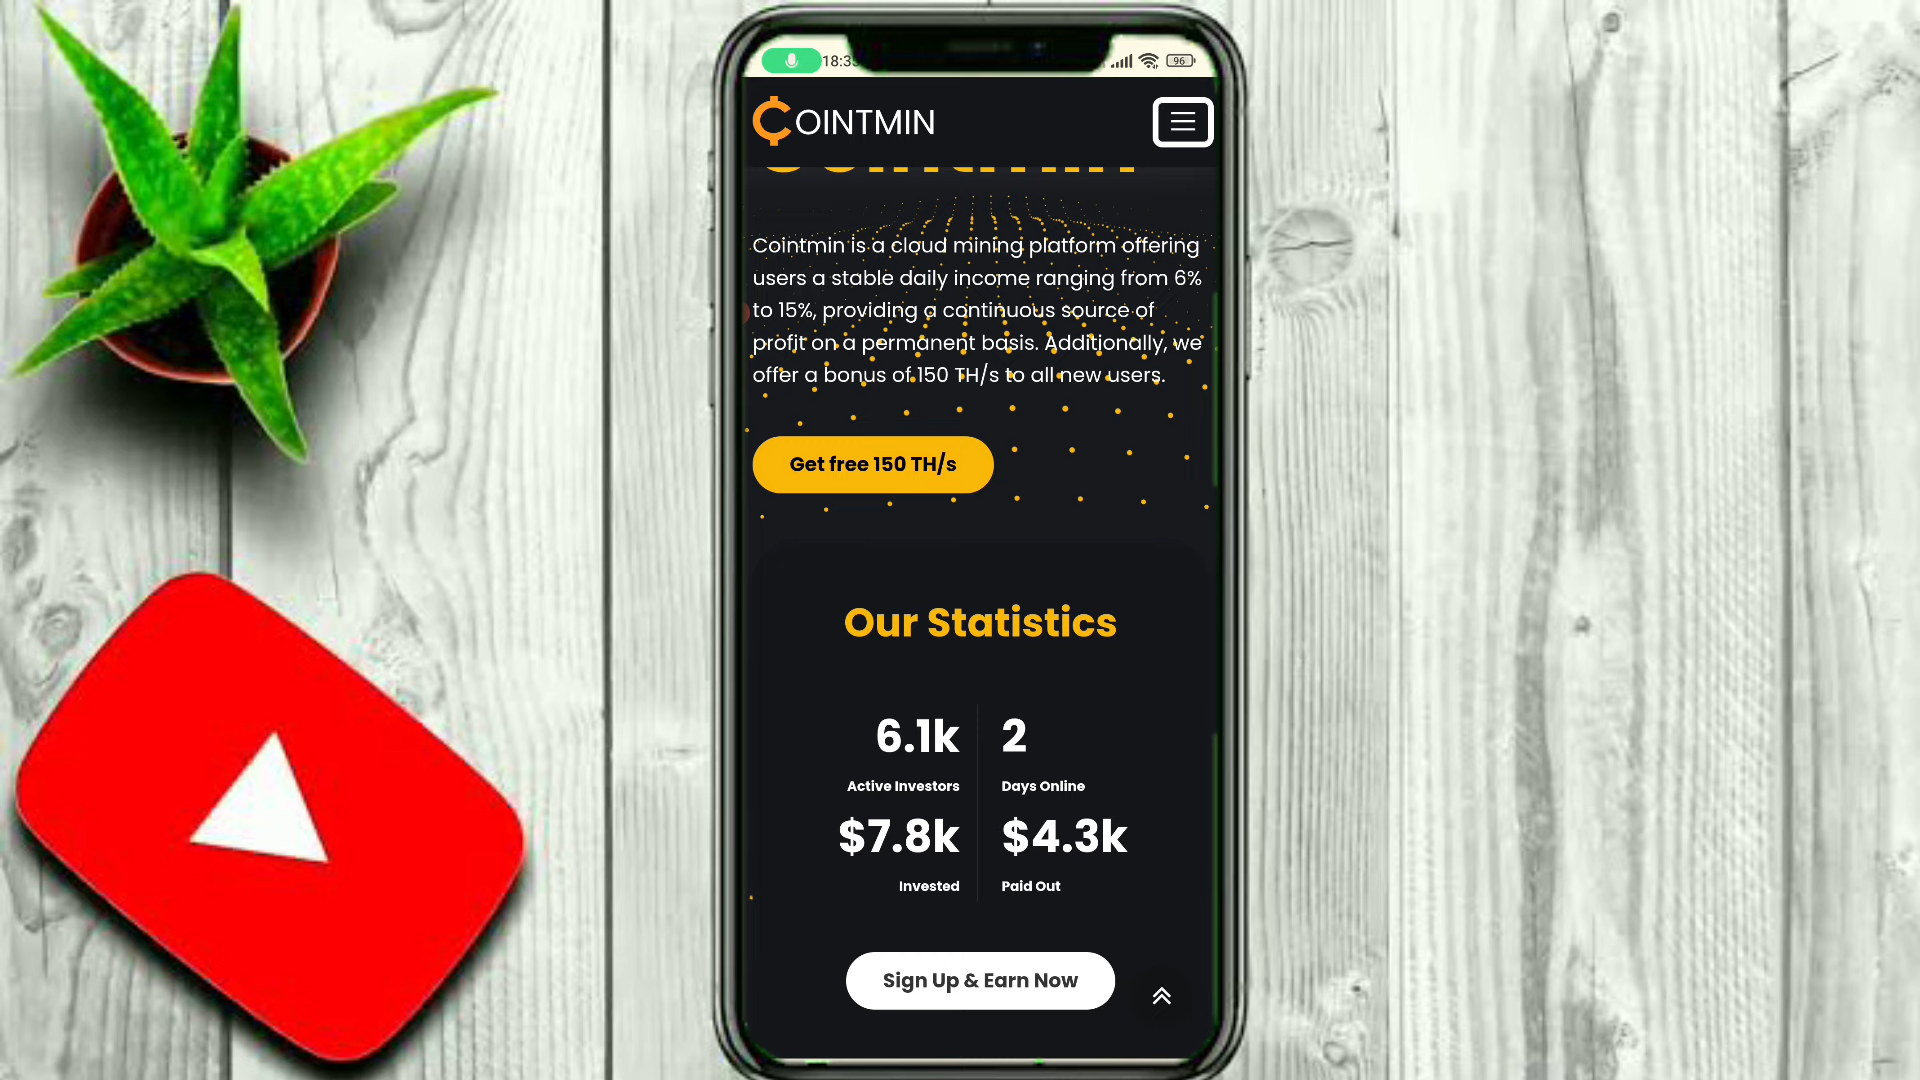 18:3
96
COINTMIN
Cointmin is a cloud mining platform offering
users a stable daily income ranging from 6%
to 15%, providing a continuous source of
profit on a permanent basis. Additionally, we
offer a bonus of 150 TH/s to all new users.
Get free 150 TH/s
Our Statistics
6.1k
2
Active Investors
Days Online
$7.8k
$4.3k
Invested
Paid Out
Sign Up & Earn Now